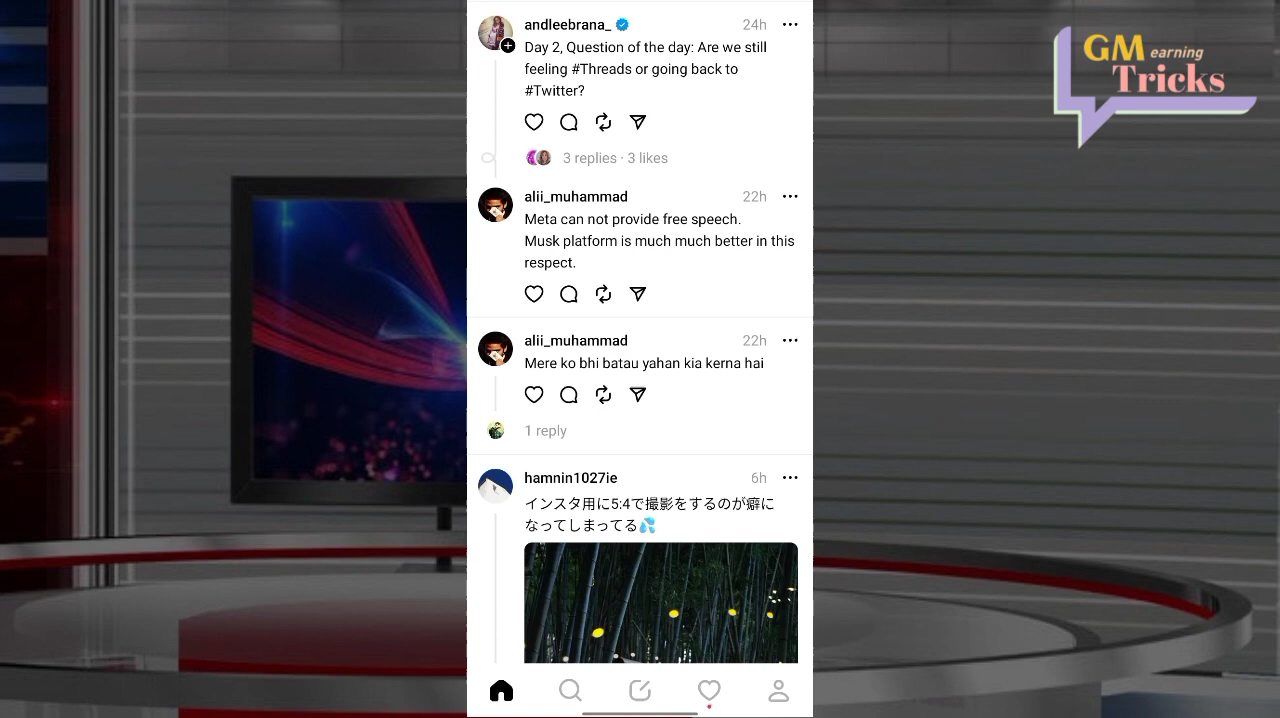 andleebrana_ 24h
Day 2, Question of the day: Are we still
feeling #Threads or going back to
#Twitter?
3 replies · 3 likes
alii_muhammad 22h
Meta can not provide free speech.
Musk platform is much much better in this
respect.
alii_muhammad 22h
Mere ko bhi batau yahan kia kerna hai
1 reply
hamnin1027ie 6h
インスタ用に5:4で撮影をするのが癖に
なってしまってる💦
GM earning
Tricks